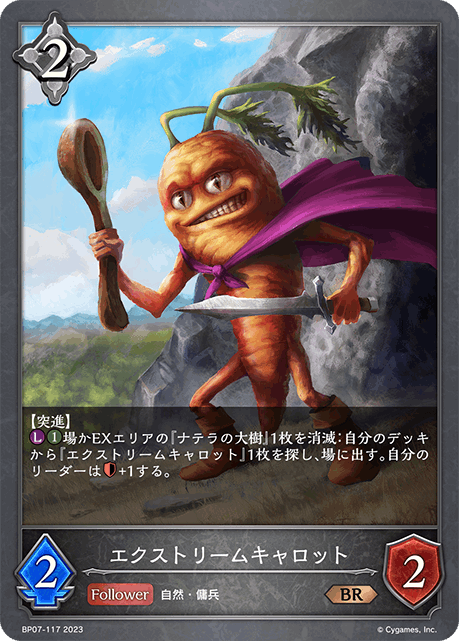 2
【突進】
L 1 場かEXエリアの『ナテラの大樹』1枚を消滅:自分のデッキ
から『エクストリームキャロット』1枚を探し、場に出す。自分の
リーダーは+1する。
エクストリームキャロット
2 Follower 自然・傭兵 BR 2
BP07-117 2023 © Cygames, Inc.